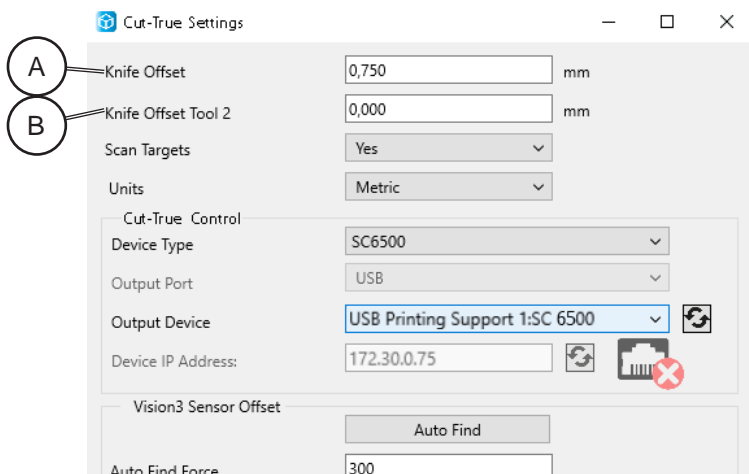 Cut-True Settings
A
Knife Offset 0,750 mm
B
Knife Offset Tool 2 0,000 mm
Scan Targets Yes
Units Metric
Cut-True Control
Device Type SC6500
Output Port USB
Output Device USB Printing Support 1:SC 6500
Device IP Address: 172.30.0.75
Vision3 Sensor Offset
Auto Find
Auto Find Force 300